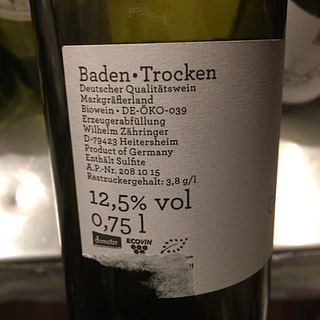 Baden • Trocken
Deutscher Qualitätswein
Markgräflerland
Biowein • DE-ÖKO-039
Erzeugerabfüllung
Wilhelm Zähringer
D-79423 Heitersheim
Product of Germany
Enthält Sulfite
A.P.-Nr. 208 10 15
Restzuckergehalt: 3,8 g/l
12,5% vol
0,75 l
demeter ECOVIN